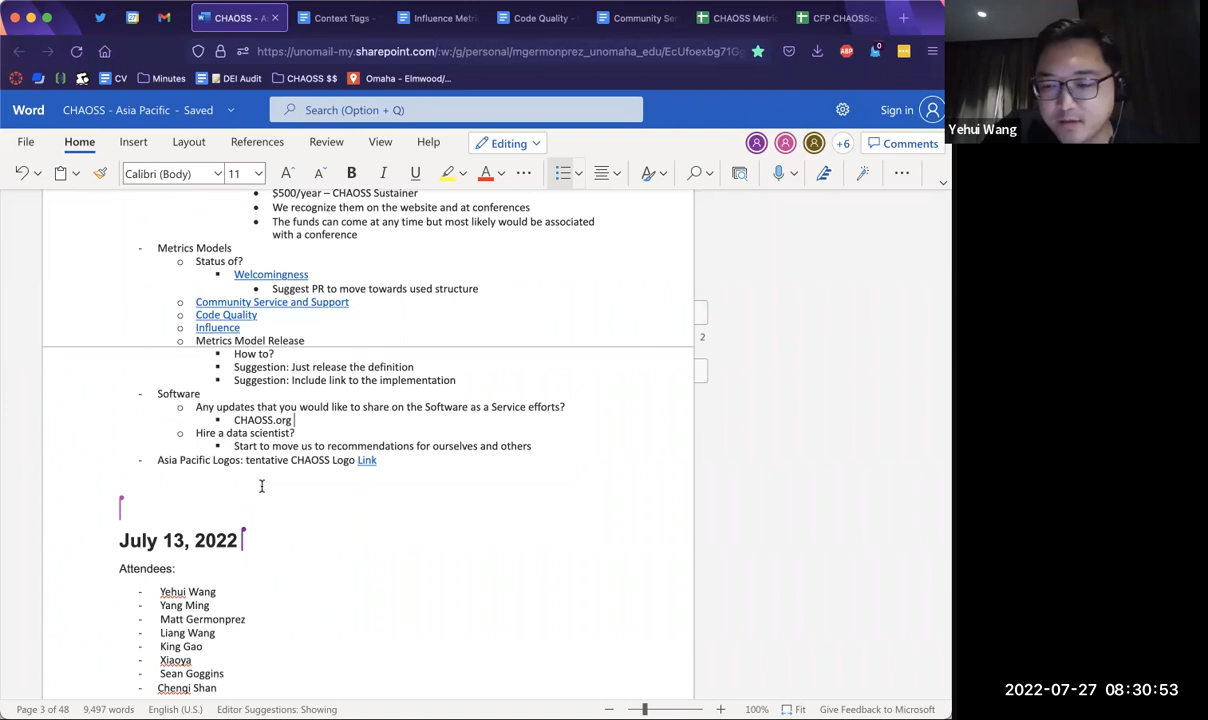 CHAOSS - As
Context Tags -
Influence Metri
Code Quality -
Community Ser
CHAOSS Metri
CFP CHAOSSco
https://unomail-my.sharepoint.com/:w:/g/personal/mgermonprez_unomaha_edu/EcUfoexbg71G
ABP
0
CV
Minutes
DEI Audit
CHAOSS $$
Omaha - Elmwood/...
Word
CHAOSS - Asia Pacific - Saved
Search (Option + Q)
Sign in
File Home Insert Layout References Review View Help
Editing
+6
Comments
Calibri (Body) 11
$500/year – CHAOSS Sustainer
We recognize them on the website and at conferences
The funds can come at any time but most likely would be associated
with a conference
- Metrics Models
o Status of?
Welcomingness
Suggest PR to move towards used structure
o Community Service and Support
o Code Quality
o Influence
o Metrics Model Release
How to?
Suggestion: Just release the definition
Suggestion: Include link to the implementation
2
- Software
o Any updates that you would like to share on the Software as a Service efforts?
CHAOSS.org
o Hire a data scientist?
Start to move us to recommendations for ourselves and others
- Asia Pacific Logos: tentative CHAOSS Logo Link
July 13, 2022
Attendees:
- Yehui Wang
- Yang Ming
- Matt Germonprez
- Liang Wang
- King Gao
- Xiaoya
- Sean Goggins
- Chenqi Shan
Page 3 of 48
9,497 words
English (U.S.)
Editor Suggestions: Showing
100%
Fit
Give Feedback to Microsoft
Yehui Wang
2022-07-27 08:30:53